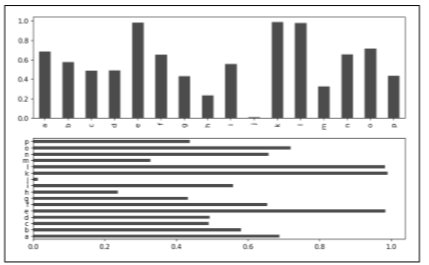 1.0
0.8
0.6
0.4
0.2
0.0
a b c d e f g h i j k l m n o p
p
o
n
m
l
k
j
i
h
g
f
e
d
c
b
a
0.0 0.2 0.4 0.6 0.8 1.0